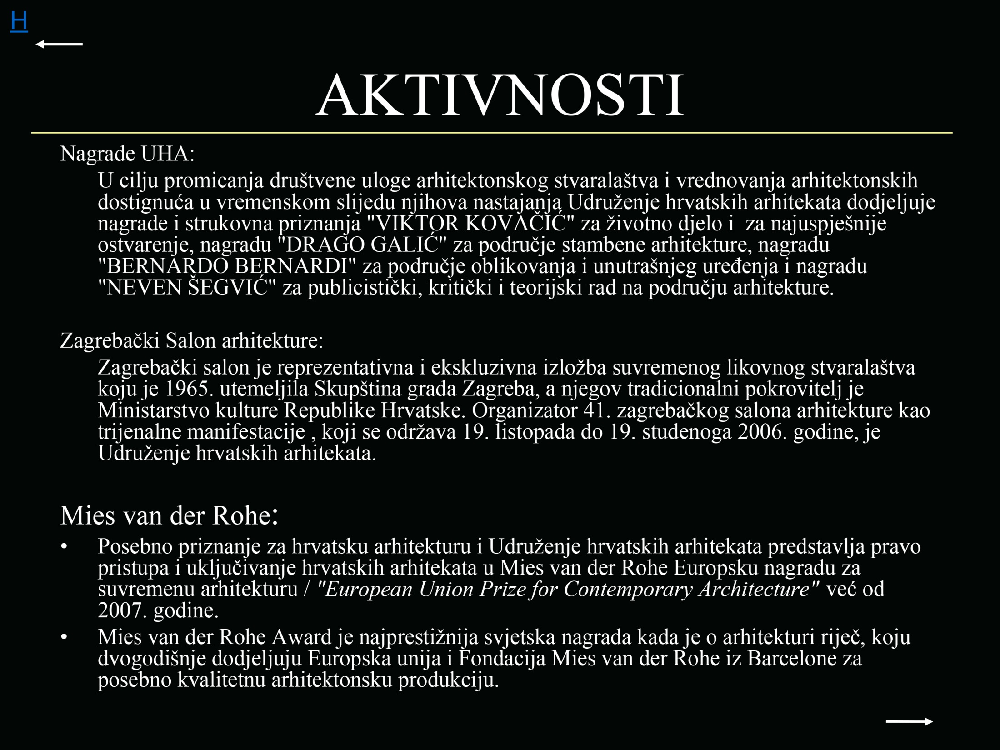 H
AKTIVNOSTI
Nagrade UHA:
U cilju promicanja društvene uloge arhitektonskog stvaralaštva i vrednovanja arhitektonskih
dostignuća u vremenskom slijedu njihova nastajanja Udruženje hrvatskih arhitekata dodjeljuje
nagrade i strukovna priznanja "VIKTOR KOVAČIĆ" za životno djelo i  za najuspješnije
ostvarenje, nagradu "DRAGO GALIĆ" za područje stambene arhitekture, nagradu
"BERNARDO BERNARDI" za područje oblikovanja i unutrašnjeg uređenja i nagradu
"NEVEN ŠEGVIĆ" za publicistički, kritički i teorijski rad na području arhitekture.
Zagrebački Salon arhitekture:
Zagrebački salon je reprezentativna i ekskluzivna izložba suvremenog likovnog stvaralaštva
koju je 1965. utemeljila Skupština grada Zagreba, a njegov tradicionalni pokrovitelj je
Ministarstvo kulture Republike Hrvatske. Organizator 41. zagrebačkog salona arhitekture kao
trijenalne manifestacije , koji se održava 19. listopada do 19. studenoga 2006. godine, je
Udruženje hrvatskih arhitekata.
Mies van der Rohe:
• Posebno priznanje za hrvatsku arhitekturu i Udruženje hrvatskih arhitekata predstavlja pravo
pristupa i uključivanje hrvatskih arhitekata u Mies van der Rohe Europsku nagradu za
suvremenu arhitekturu / "European Union Prize for Contemporary Architecture" već od
2007. godine.
• Mies van der Rohe Award je najprestižnija svjetska nagrada kada je o arhitekturi riječ, koju
dvogodišnje dodjeljuju Europska unija i Fondacija Mies van der Rohe iz Barcelone za
posebno kvalitetnu arhitektonsku produkciju.